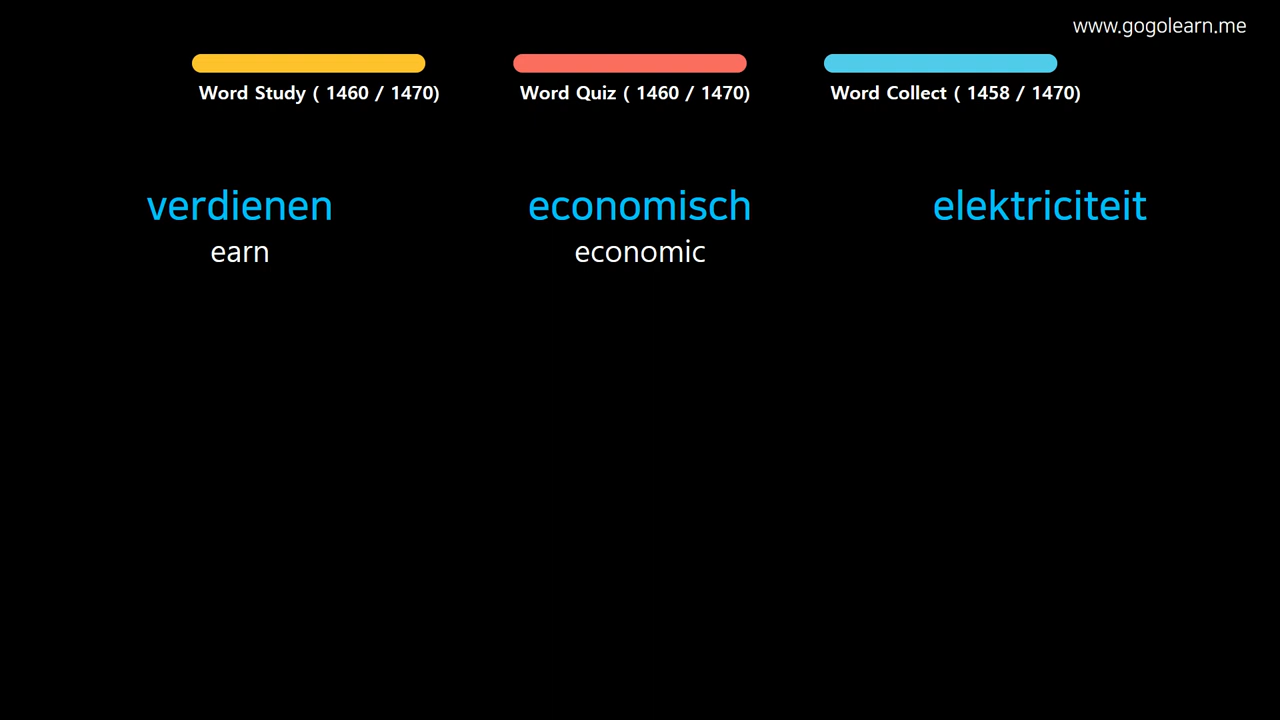 www.gogolearn.me
Word Study ( 1460 / 1470)
Word Quiz ( 1460 / 1470)
Word Collect ( 1458 / 1470)
verdienen
earn
economisch
economic
elektriciteit